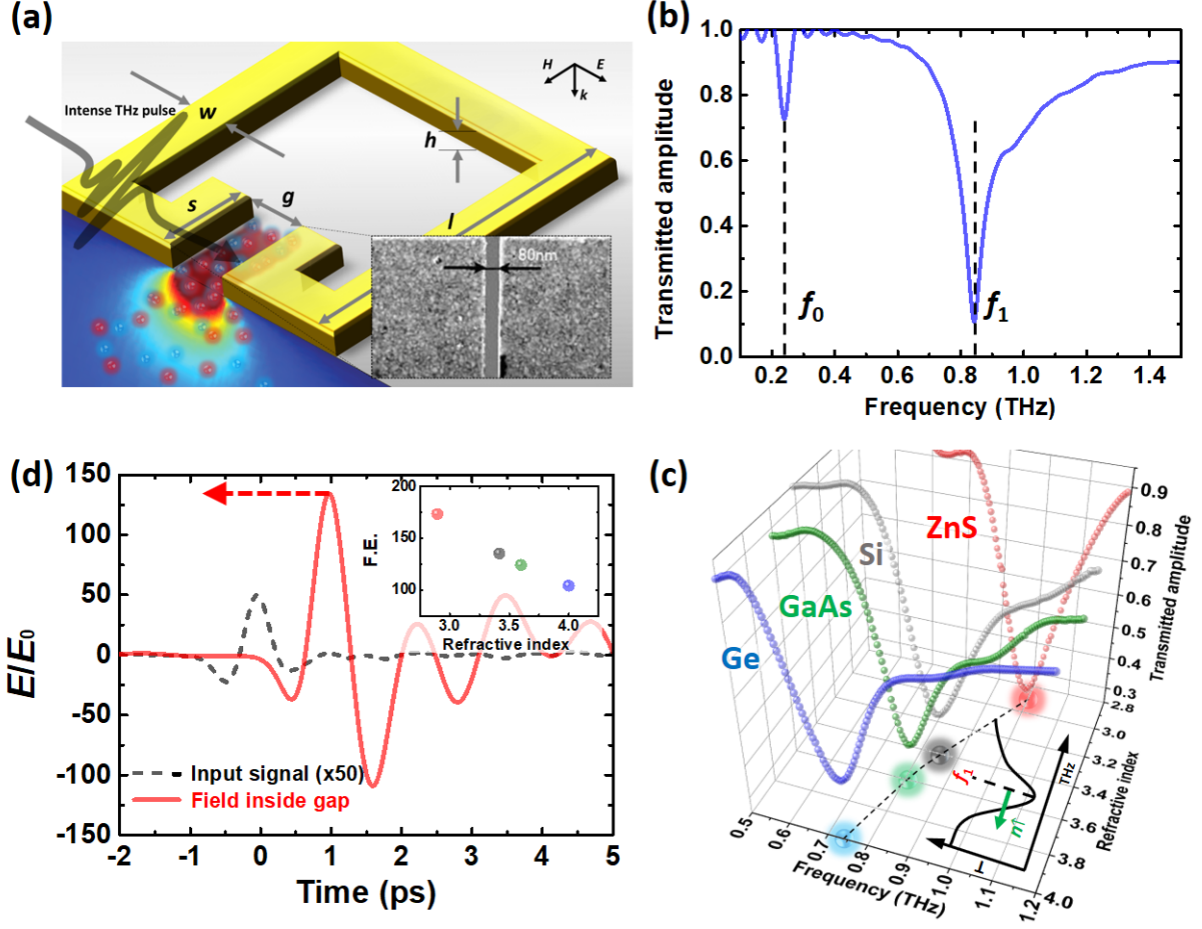 (a)
Intense THz pulse
w
h
s
g
l
H
E
k
80nm
(b)
1.0
0.8
0.6
0.4
0.2
0.0
Transmitted amplitude
f0
f1
0.2 0.4 0.6 0.8 1.0 1.2 1.4
Frequency (THz)
(d)
150
100
50
0
-50
-100
-150
E/E0
200
150
100
F.E.
3.0 3.5 4.0
Refractive index
Input signal (x50)
Field inside gap
-2 -1 0 1 2 3 4 5
Time (ps)
(c)
ZnS
Si
GaAs
Ge
0.9
0.8
0.7
0.6
0.5
0.4
0.3
Transmitted amplitude
2.8
3.0
3.2
3.4
3.6
3.8
4.0
Refractive index
THz
f1
n↑
T
0.5 0.6 0.7 0.8 0.9 1.0 1.1 1.2
Frequency (THz)